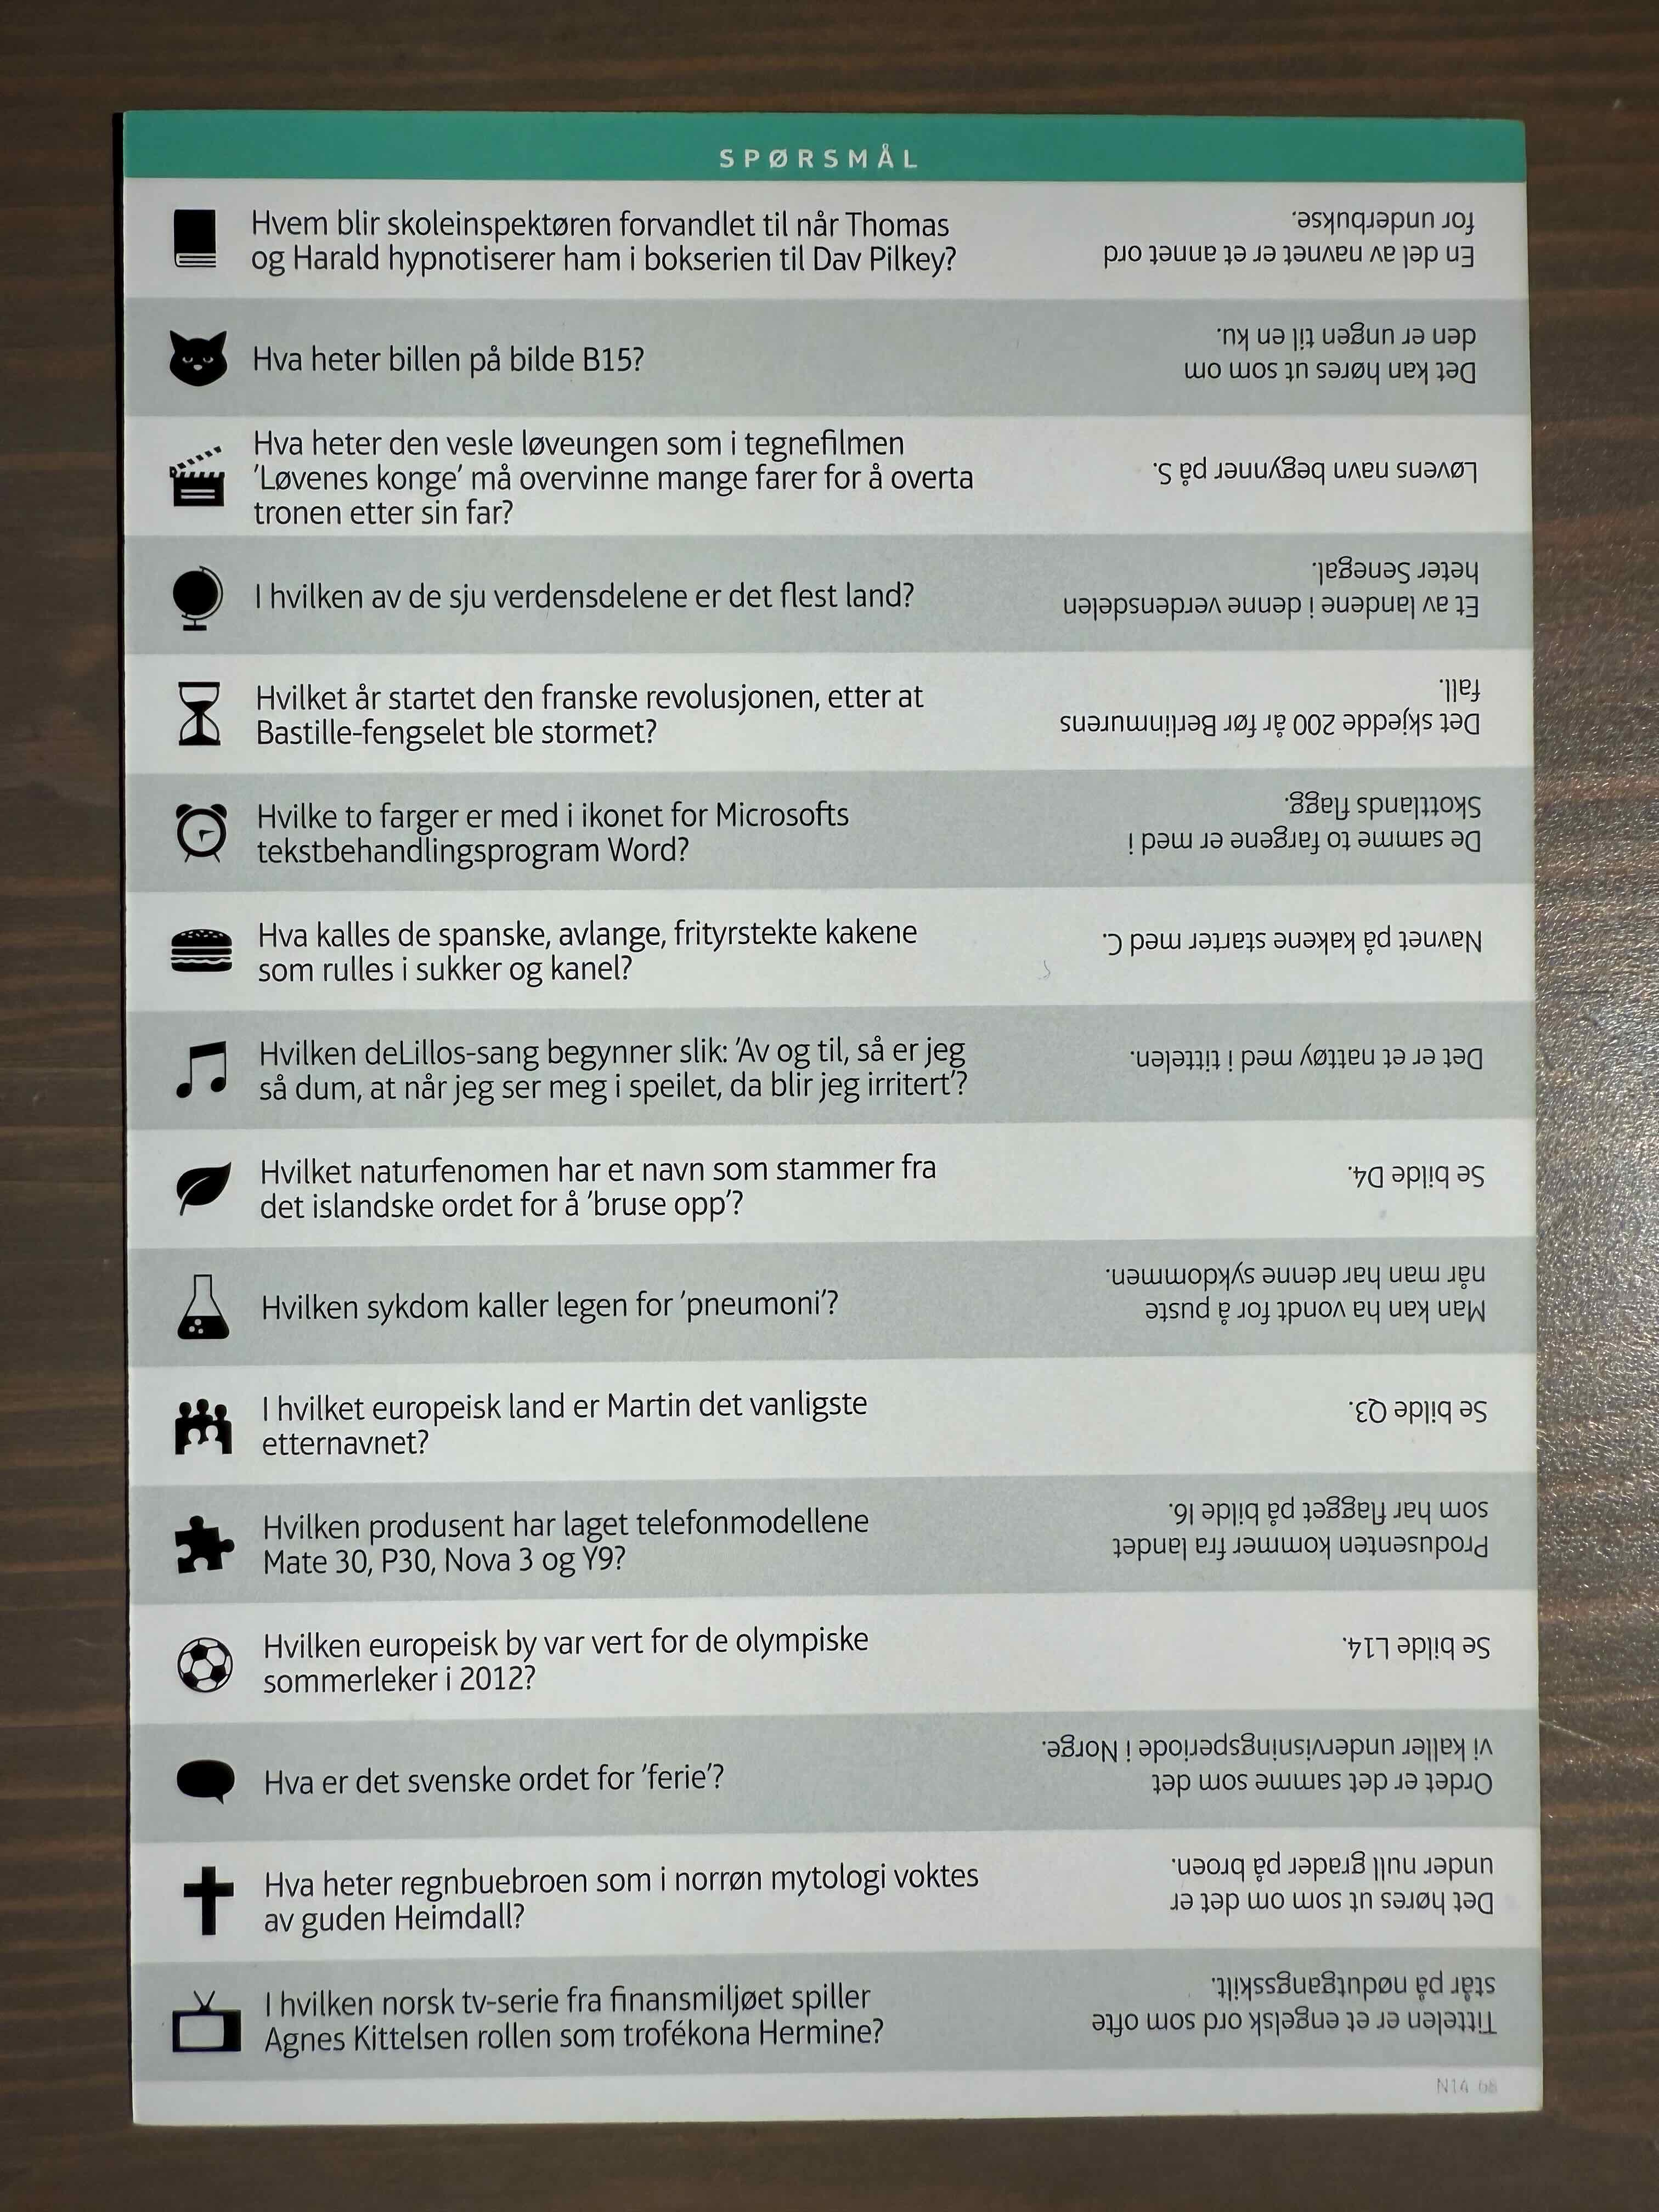 SPØRSMÅL
Hvem blir skoleinspektøren forvandlet til når Thomas
og Harald hypnotiserer ham i bokserien til Dav Pilkey?
En del av navnet er et annet ord
for underbukse.
Hva heter billen på bilde B15?
Det kan høres ut som om
den er ungen til en ku.
Hva heter den vesle løveungen som i tegnefilmen
'Løvenes konge' må overvinne mange farer for å overta
tronen etter sin far?
Løvens navn begynner på S.
I hvilken av de sju verdensdelene er det flest land?
Et av landene i denne verdensdelen
heter Senegal.
Hvilket år startet den franske revolusjonen, etter at
Bastille-fengselet ble stormet?
Det skjedde 200 år før Berlinmurens
fall.
Hvilke to farger er med i ikonet for Microsofts
tekstbehandlingsprogram Word?
De samme to fargene er med i
Skottlands flagg.
Hva kalles de spanske, avlange, frityrstekte kakene
som rulles i sukker og kanel?
Navnet på kakene starter med C.
Hvilken deLillos-sang begynner slik: 'Av og til, så er jeg
så dum, at når jeg ser meg i speilet, da blir jeg irritert'?
Det er et nattøy med i tittelen.
Hvilket naturfenomen har et navn som stammer fra
det islandske ordet for å 'bruse opp'?
Se bilde D4.
Hvilken sykdom kaller legen for 'pneumoni'?
Man kan ha vondt for å puste
når man har denne sykdommen.
I hvilket europeisk land er Martin det vanligste
etternavnet?
Se bilde Q3.
Hvilken produsent har laget telefonmodellene
Mate 30, P30, Nova 3 og Y9?
Produsenten kommer fra landet
som har flagget på bilde I6.
Hvilken europeisk by var vert for de olympiske
sommerleker i 2012?
Se bilde L14.
Hva er det svenske ordet for 'ferie'?
Ordet er det samme som det
vi kaller undervisningsperiode i Norge.
Hva heter regnbuebroen som i norrøn mytologi voktes
av guden Heimdall?
Det høres ut som om det er
under null grader på broen.
I hvilken norsk tv-serie fra finansmiljøet spiller
Agnes Kittelsen rollen som trofékona Hermine?
Tittelen er et engelsk ord som ofte
står på nødutgangsskilt.
N14 68